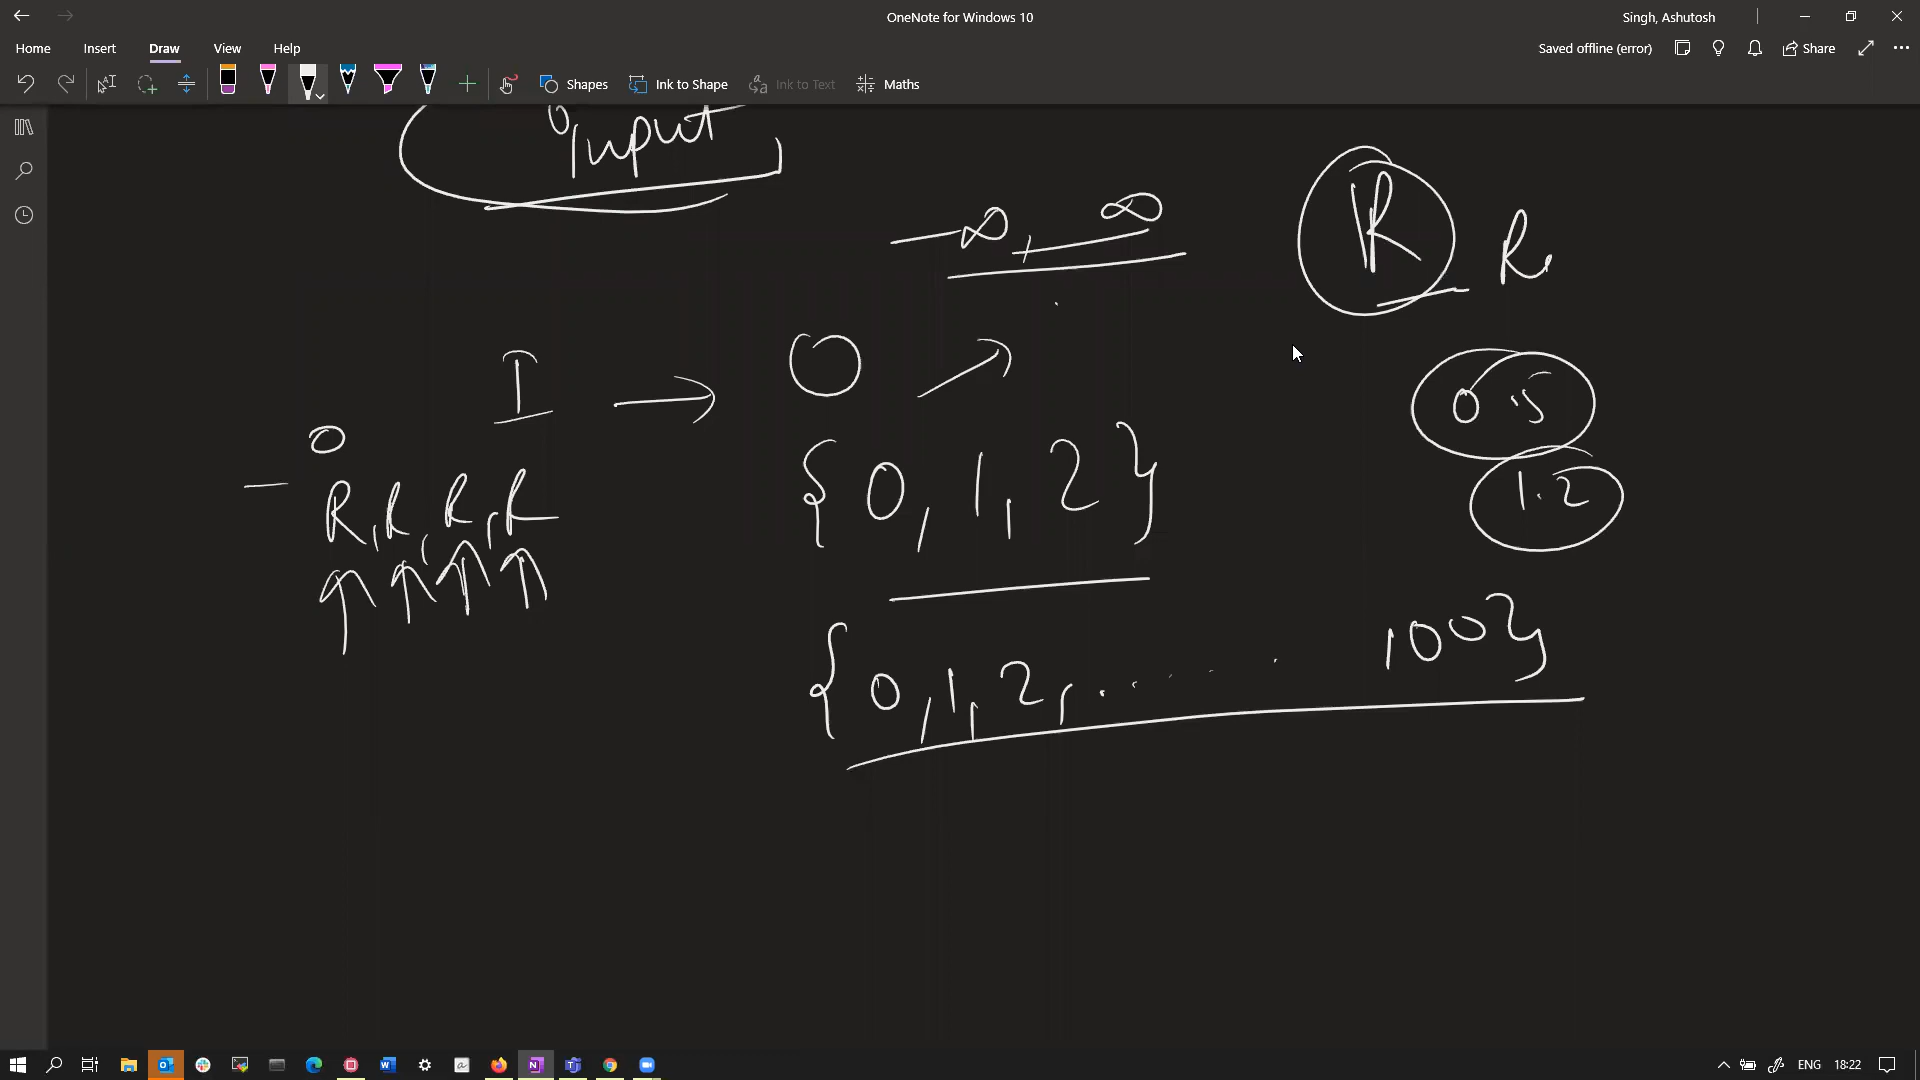 OneNote for Windows 10
Singh, Ashutosh
Home Insert Draw View Help
Saved offline (error) Share
Shapes Ink to Shape Ink to Text Maths
Input
-∞, ∞
ℝ R
I → O
0.5
0
R, R, R, R
{0, 1, 2}
1.2
{0, 1, 2, ...... 100}
ENG 18:22